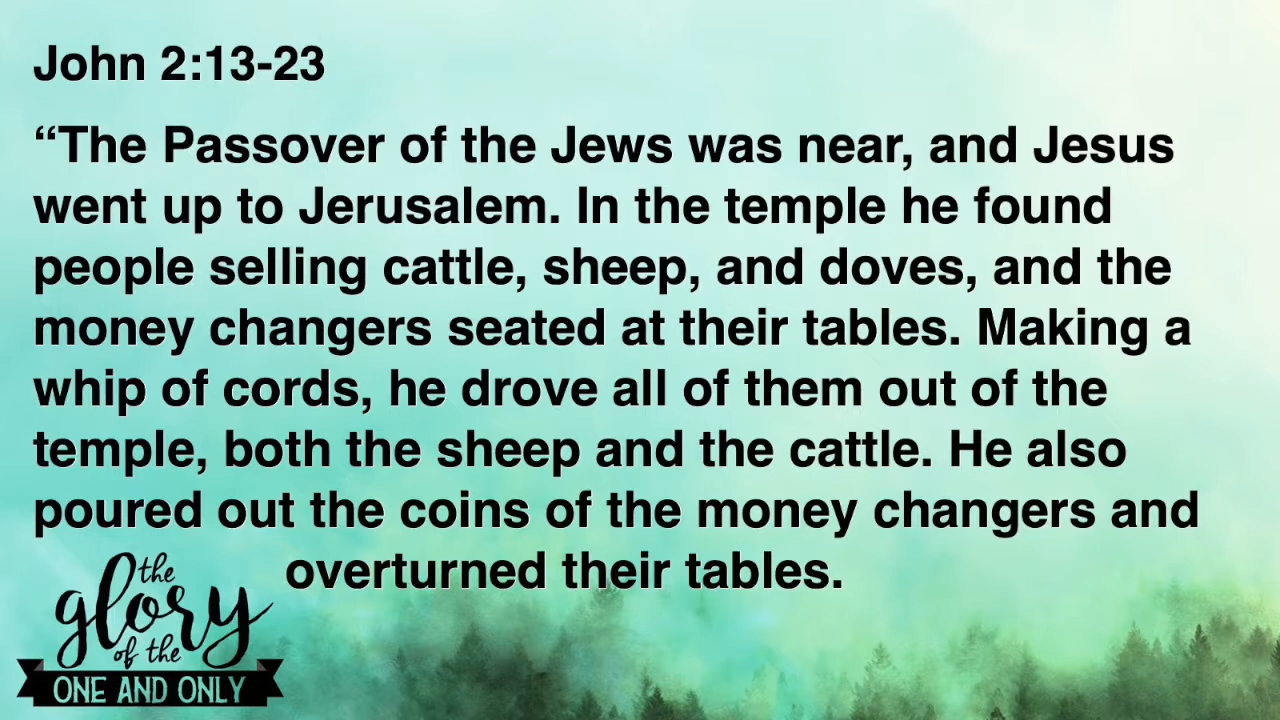 John 2:13-23
“The Passover of the Jews was near, and Jesus
went up to Jerusalem. In the temple he found
people selling cattle, sheep, and doves, and the
money changers seated at their tables. Making a
whip of cords, he drove all of them out of the
temple, both the sheep and the cattle. He also
poured out the coins of the money changers and
overturned their tables.
the
glory
of the
ONE AND ONLY